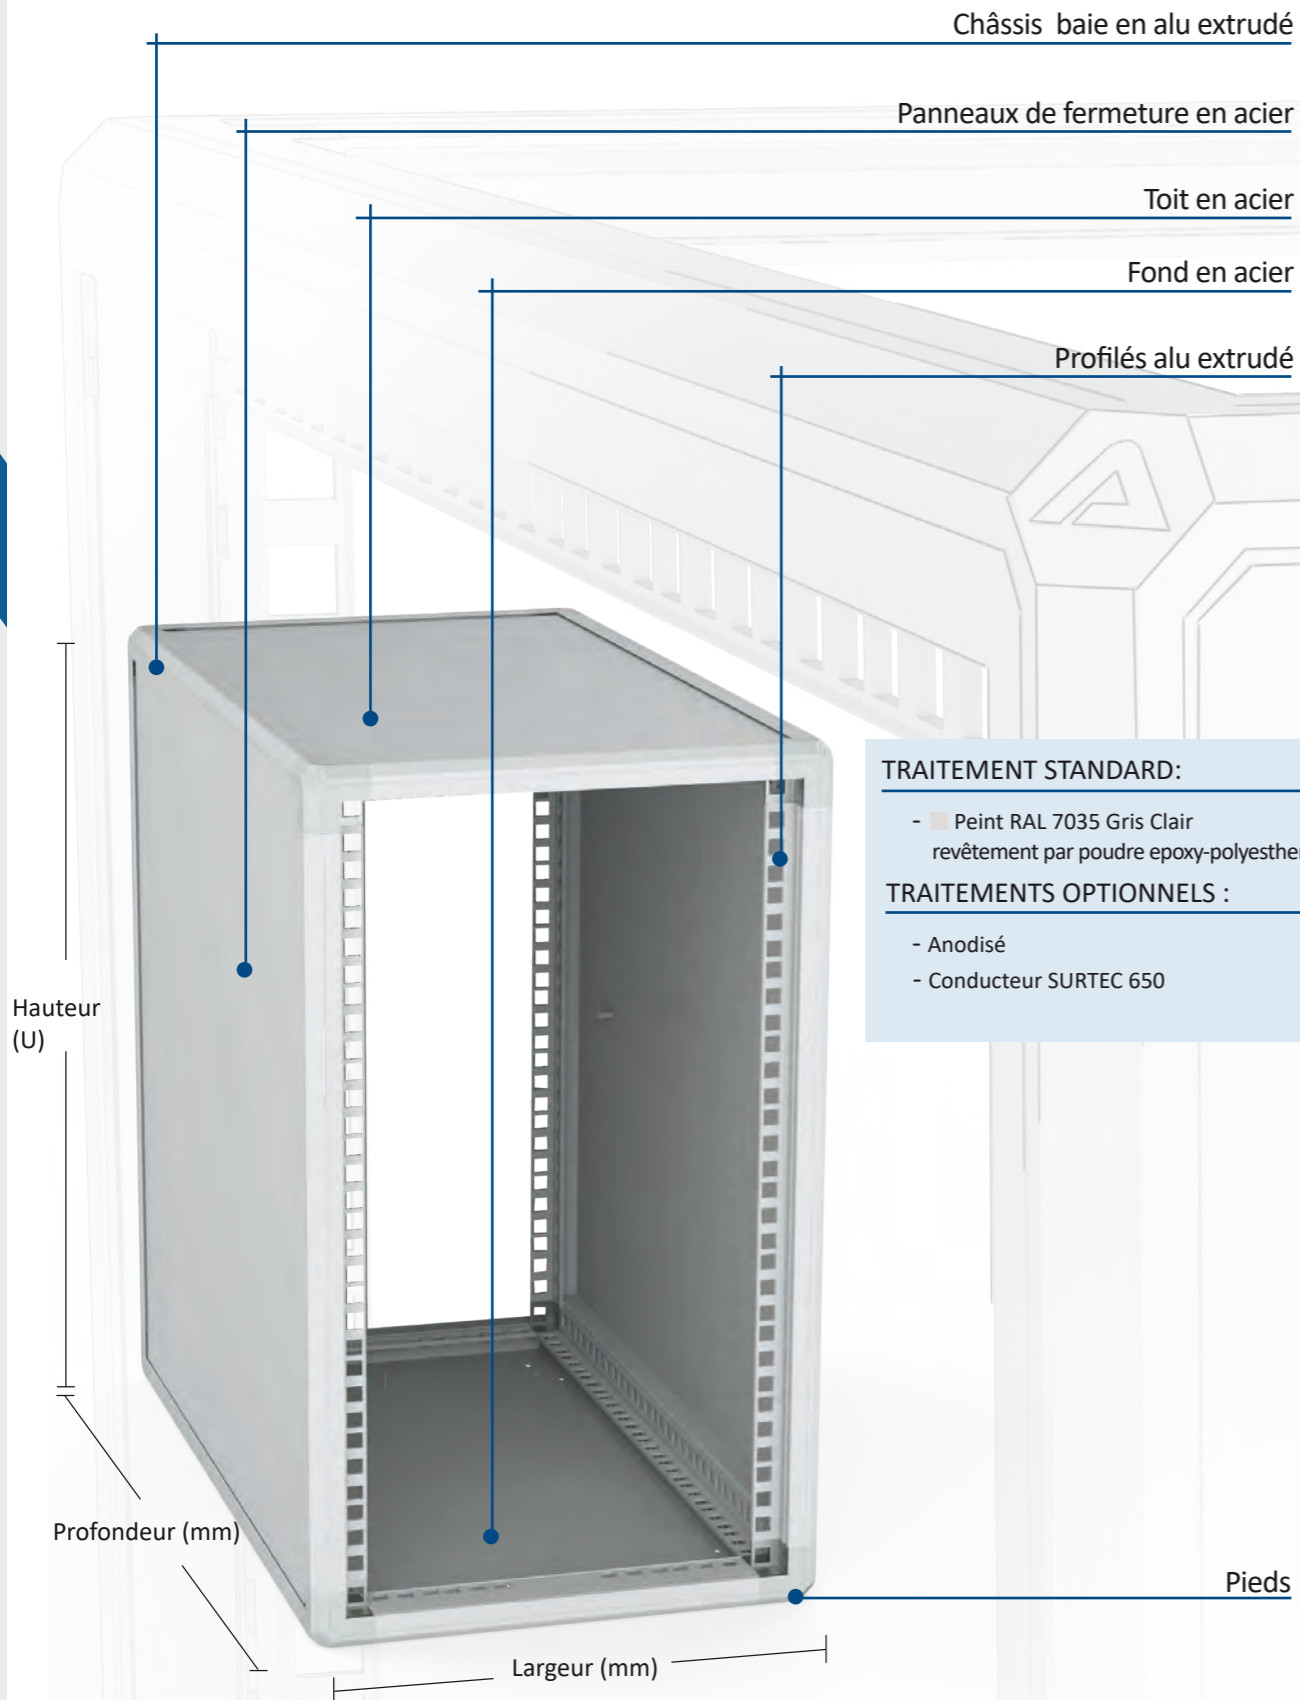 Châssis baie en alu extrudé
Panneaux de fermeture en acier
Toit en acier
Fond en acier
Profilés alu extrudé
TRAITEMENT STANDARD:
- Peint RAL 7035 Gris Clair
revêtement par poudre epoxy-polyesther
TRAITEMENTS OPTIONNELS :
- Anodisé
- Conducteur SURTEC 650
Hauteur
(U)
Profondeur (mm)
Largeur (mm)
Pieds